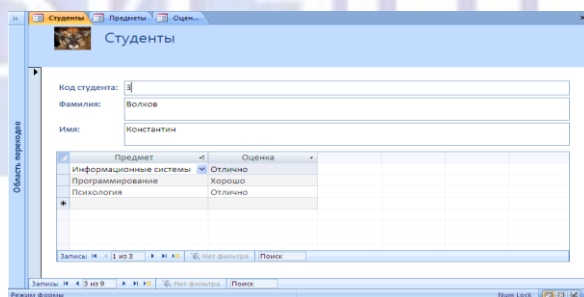 Студенты Предметы Оцен...
Студенты
Код студента: 3
Фамилия: Волков
Имя: Константин
Предмет Оценка
Информационные системы Отлично
Программирование Хорошо
Психология Отлично
Записи: 1 из 3 Нет фильтра Поиск
Записи: 3 из 9 Нет фильтра Поиск
Область переходов
Режим формы Num Lock